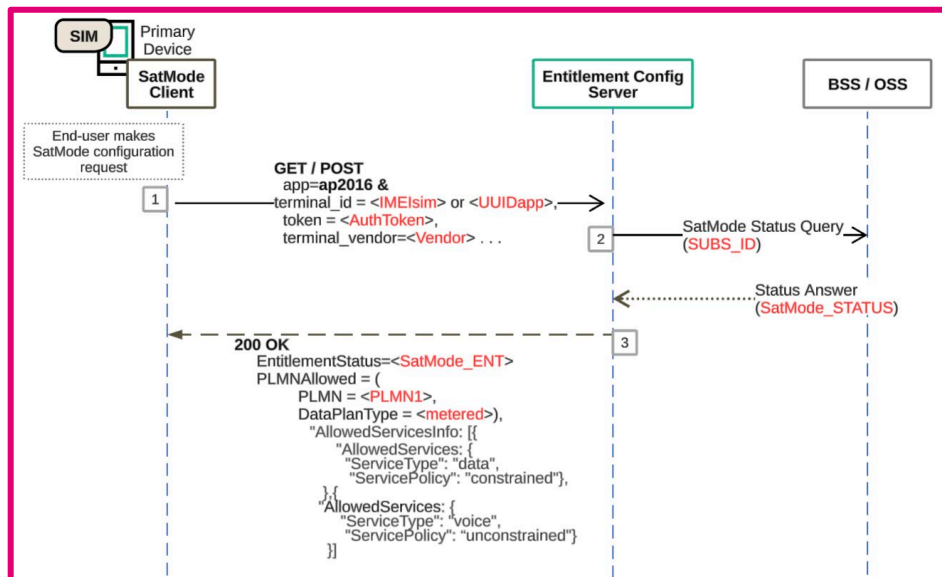 SIM
Primary
Device
SatMode
Client
Entitlement Config
Server
BSS / OSS
End-user makes
SatMode configuration
request
1
GET / POST
app=ap2016 &
terminal_id = <IMEIsim> or <UUIDapp>,
token = <AuthToken>,
terminal_vendor=<Vendor> . . .
2
SatMode Status Query
(SUBS_ID)
Status Answer
(SatMode_STATUS)
3
200 OK
EntitlementStatus=<SatMode_ENT>
PLMNAllowed = (
PLMN = <PLMN1>,
DataPlanType = <metered>),
"AllowedServicesInfo: [{
"AllowedServices: {
"ServiceType": "data",
"ServicePolicy": "constrained"},
},{
"AllowedServices: {
"ServiceType": "voice",
"ServicePolicy": "unconstrained"}
}]